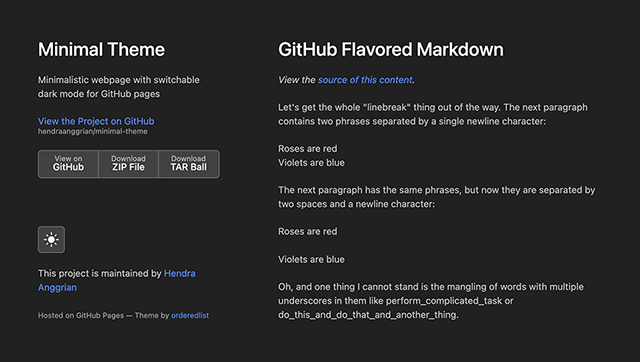 Minimal Theme
Minimalistic webpage with switchable
dark mode for GitHub pages
View the Project on GitHub
hendraanggrian/minimal-theme
View on
GitHub
Download
ZIP File
Download
TAR Ball
This project is maintained by Hendra
Anggrian
Hosted on GitHub Pages — Theme by orderedlist
GitHub Flavored Markdown
View the source of this content.
Let's get the whole "linebreak" thing out of the way. The next paragraph
contains two phrases separated by a single newline character:
Roses are red
Violets are blue
The next paragraph has the same phrases, but now they are separated by
two spaces and a newline character:
Roses are red
Violets are blue
Oh, and one thing I cannot stand is the mangling of words with multiple
underscores in them like perform_complicated_task or
do_this_and_do_that_and_another_thing.